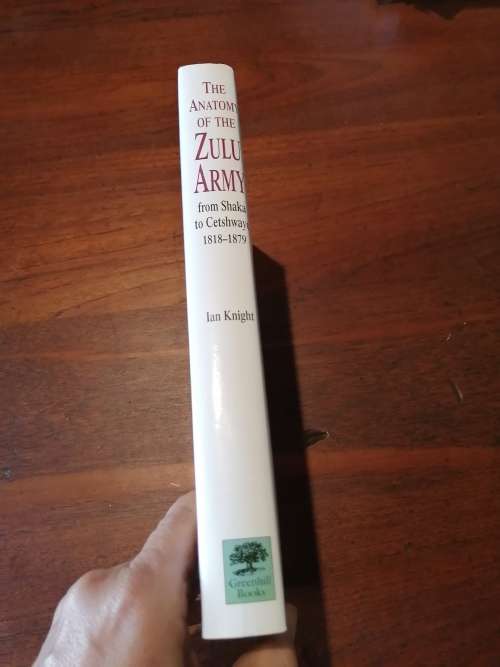 THE
ANATOMY
OF THE
ZULU
ARMY
from Shaka
to Cetshwayo
1818–1879
Ian Knight
Greenhill
Books